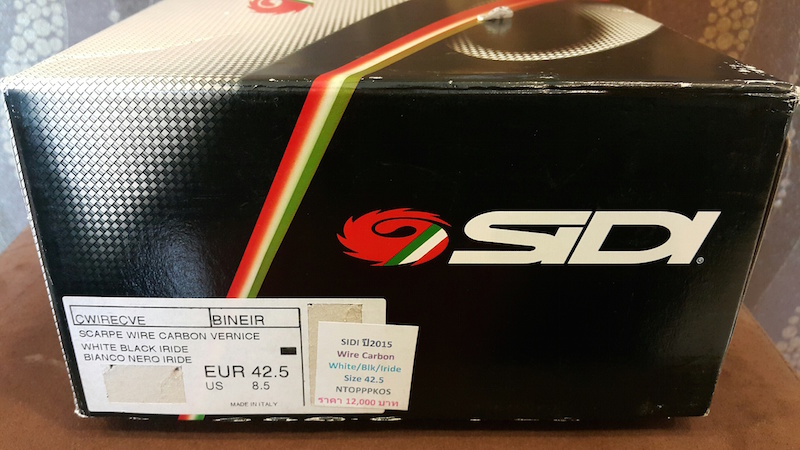 SIDI®
CWIRECVE BINEIR
SCARPE WIRE CARBON VERNICE
WHITE BLACK IRIDE
BIANCO NERO IRIDE
EUR 42.5
US 8.5
MADE IN ITALY
SIDI ปี2015
Wire Carbon
White/Blk/Iride
Size 42.5
NTOPPPKOS
ราคา 12,000 บาท